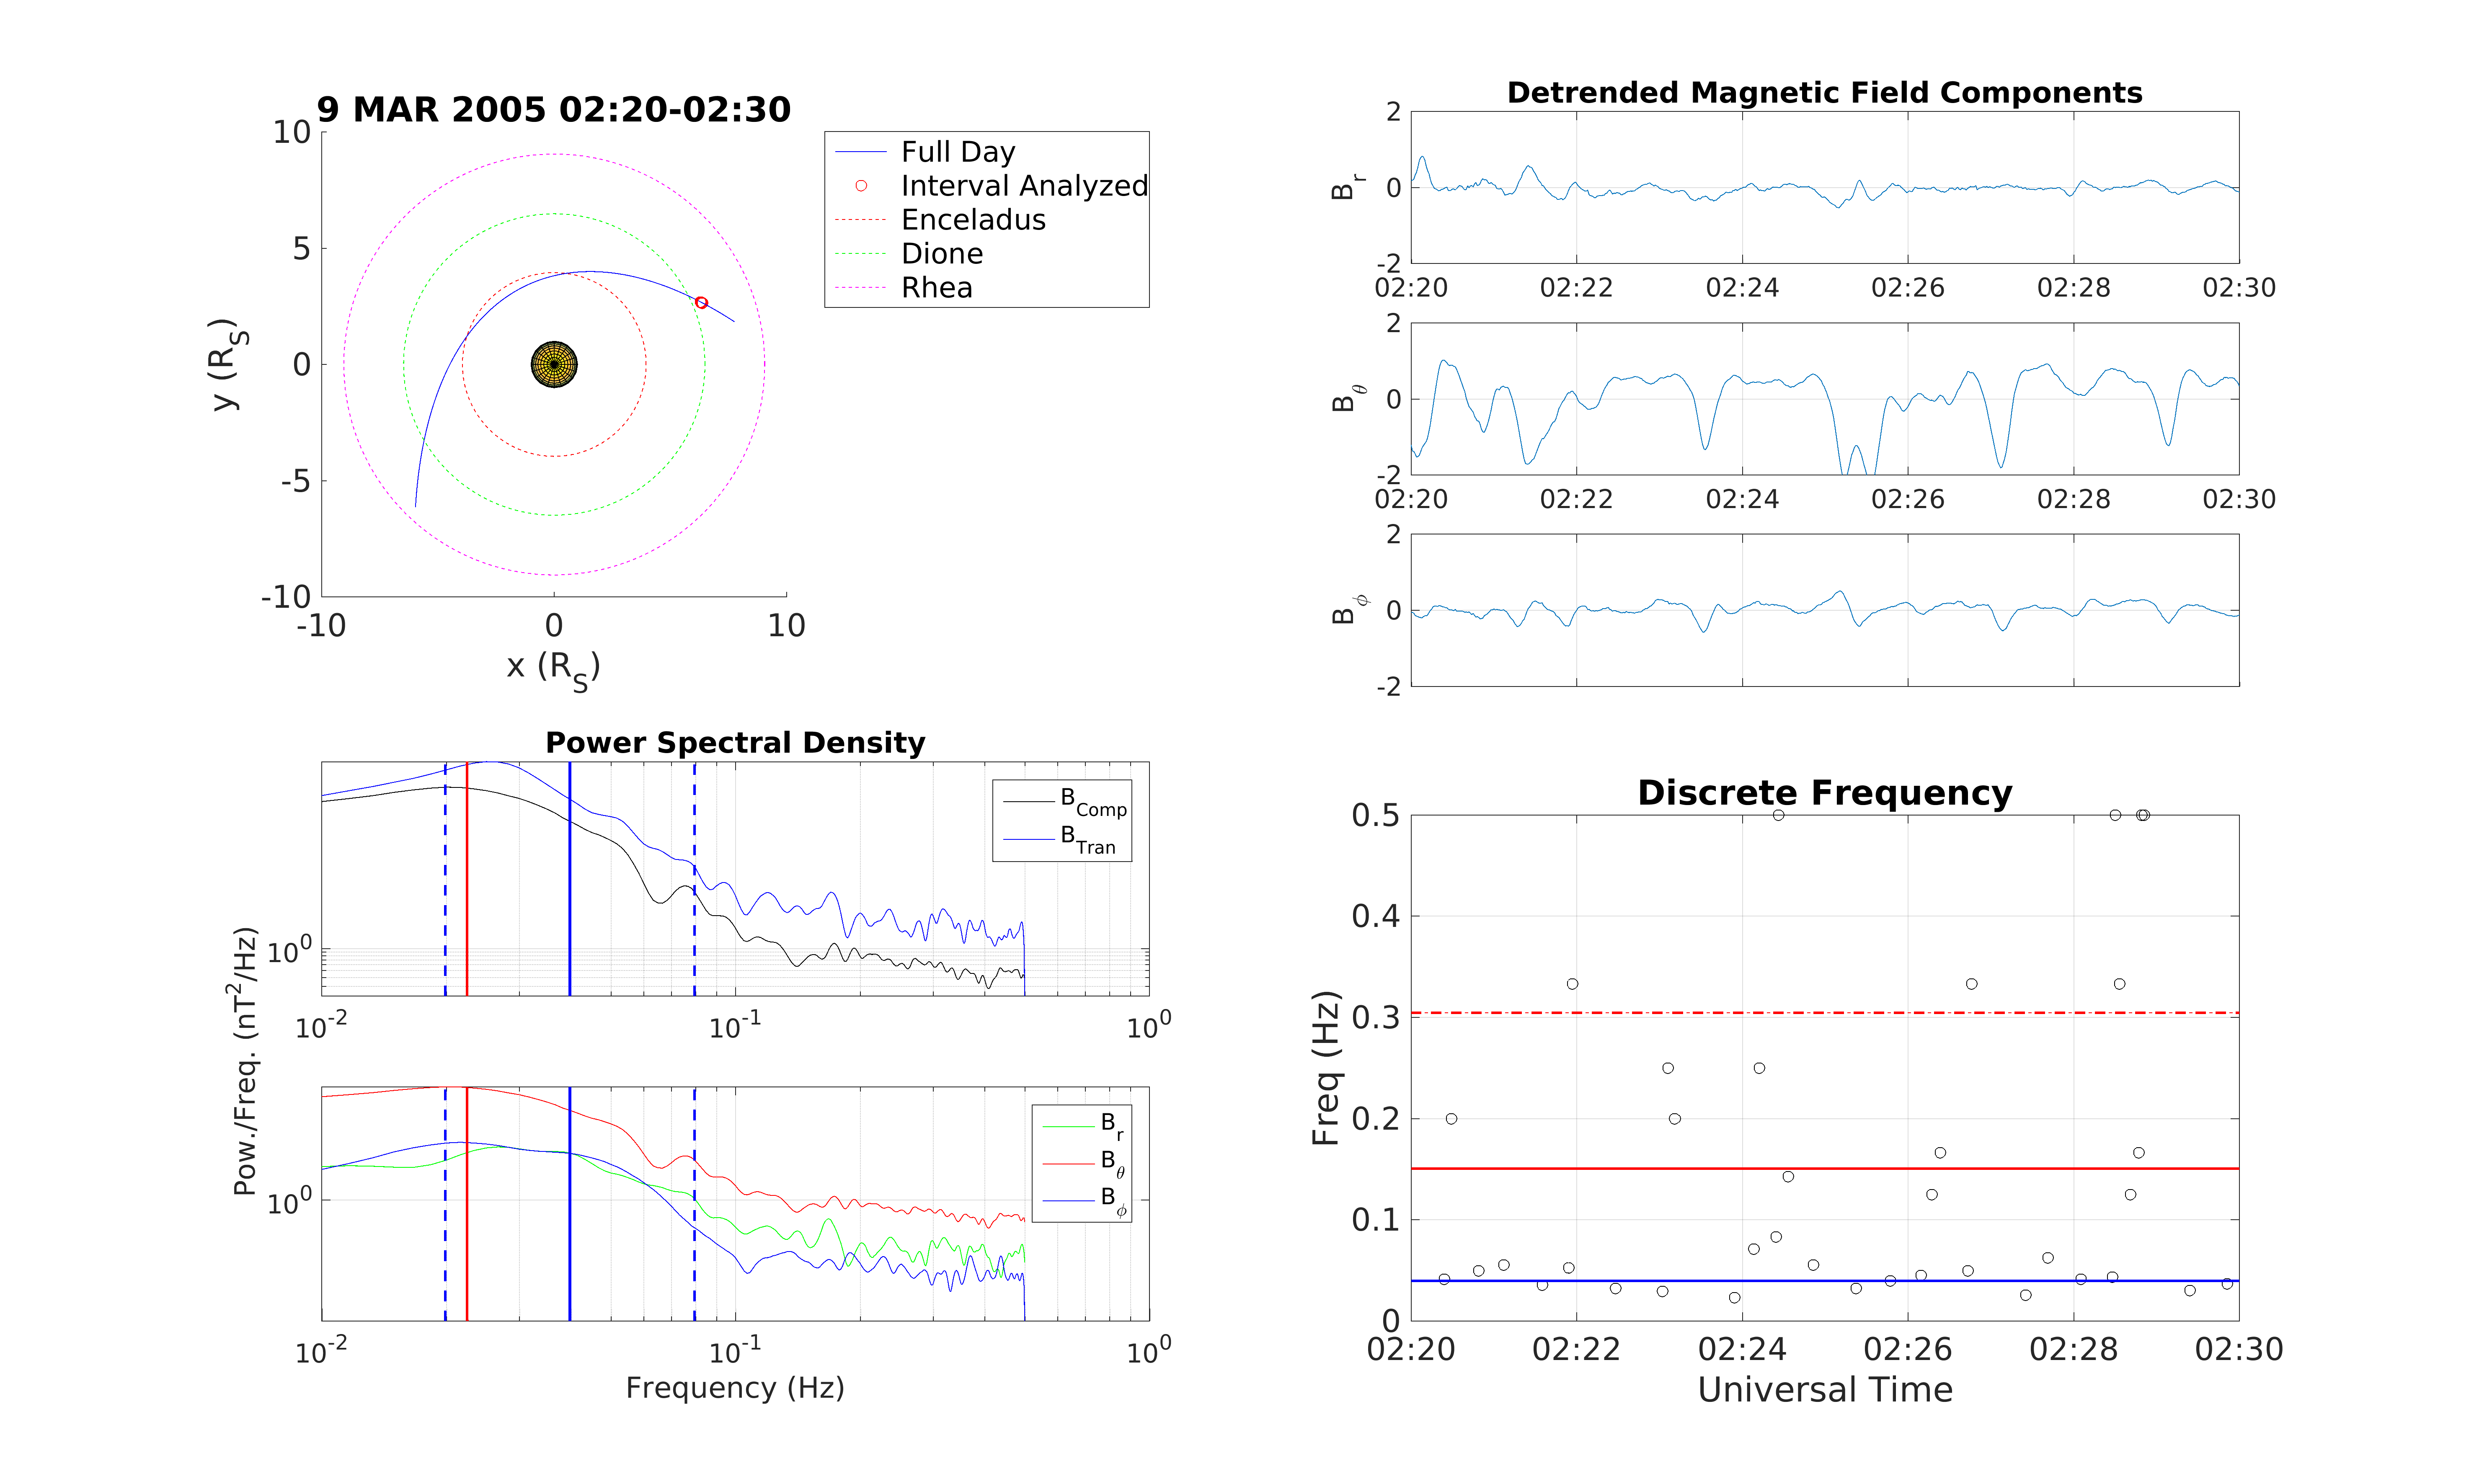 9 MAR 2005 02:20-02:30
10
5
0
-5
-10
-10
0
10
y (R_S)
x (R_S)
Full Day
Interval Analyzed
Enceladus
Dione
Rhea
Detrended Magnetic Field Components
B_r
2
0
-2
02:20
02:22
02:24
02:26
02:28
02:30
B_θ
2
0
-2
02:20
02:22
02:24
02:26
02:28
02:30
B_ϕ
2
0
-2
Power Spectral Density
B_Comp
B_Tran
10^0
10^-2
10^-1
10^0
Pow./Freq. (nT^2/Hz)
B_r
B_θ
B_ϕ
10^0
10^-2
10^-1
10^0
Frequency (Hz)
Discrete Frequency
0.5
0.4
0.3
0.2
0.1
0
Freq (Hz)
02:20
02:22
02:24
02:26
02:28
02:30
Universal Time